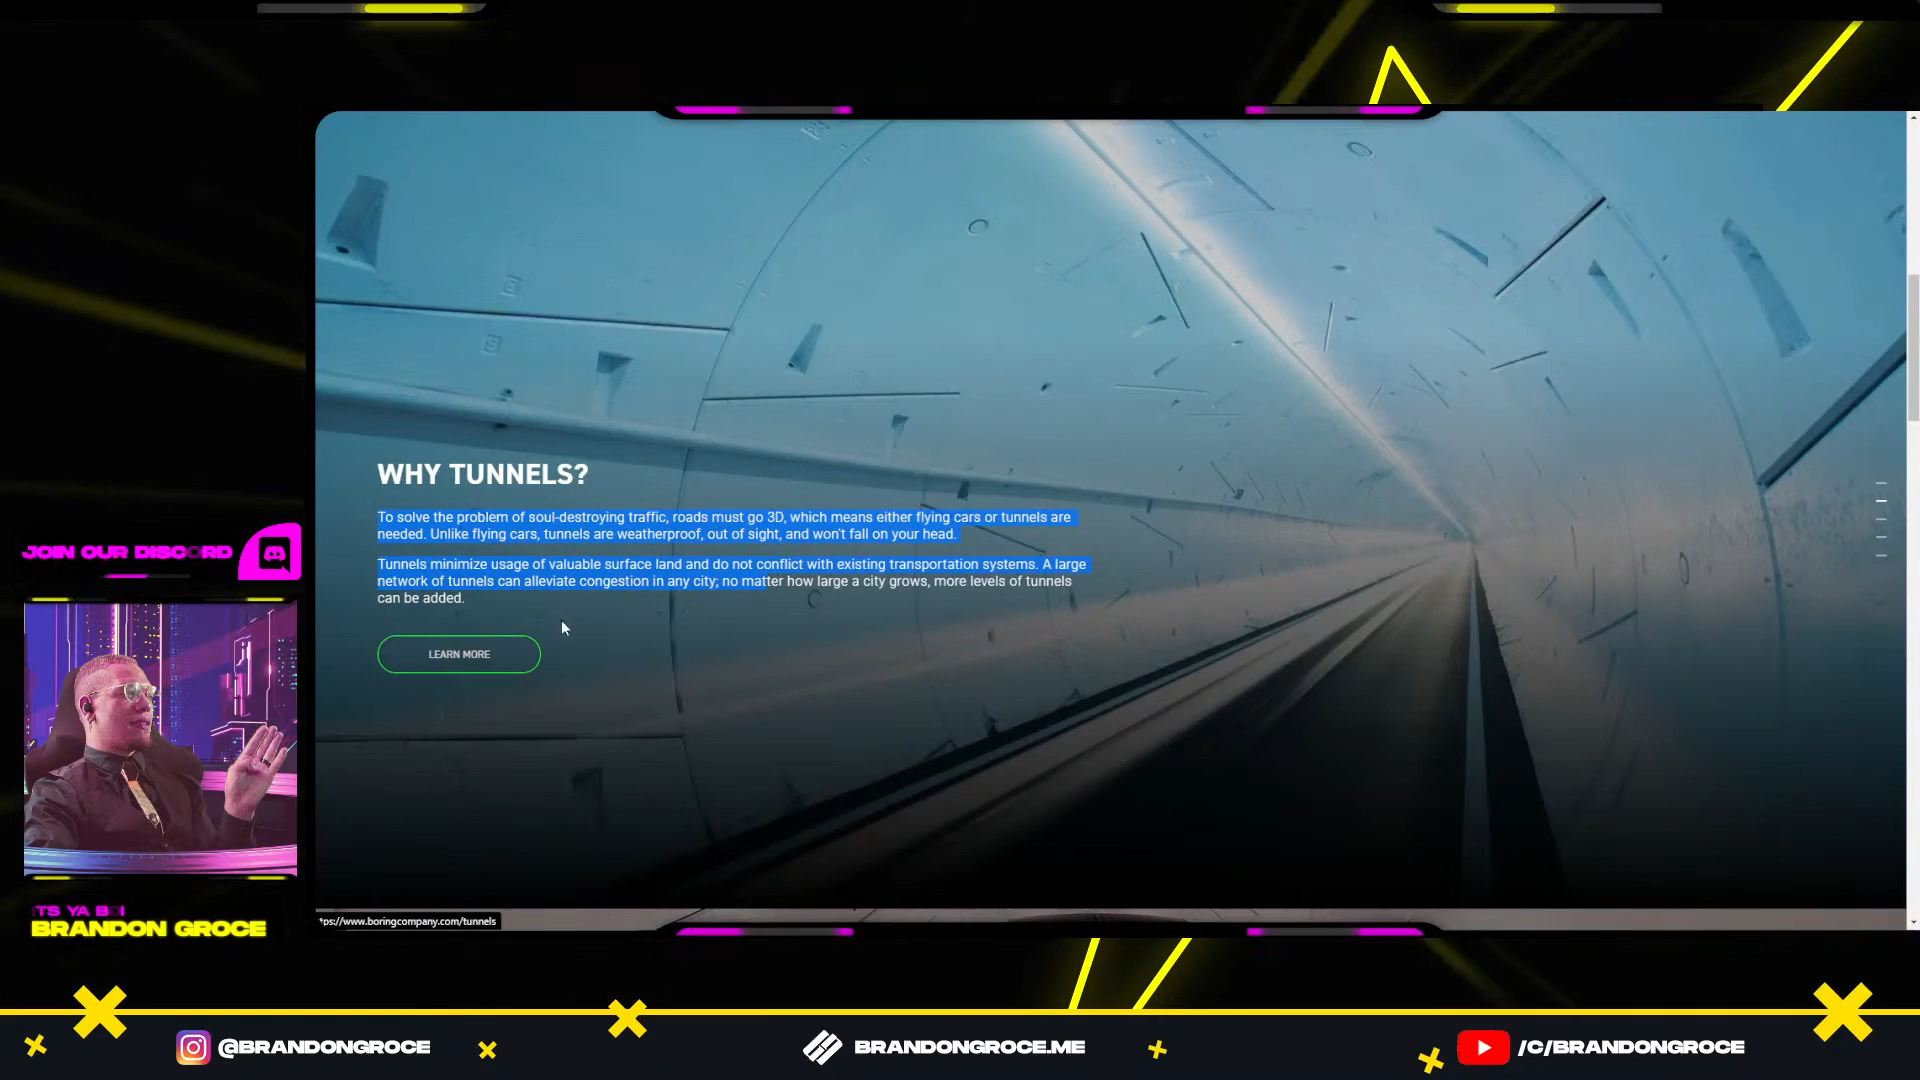 WHY TUNNELS?
To solve the problem of soul-destroying traffic, roads must go 3D, which means either flying cars or tunnels are
needed. Unlike flying cars, tunnels are weatherproof, out of sight, and won't fall on your head.
Tunnels minimize usage of valuable surface land and do not conflict with existing transportation systems. A large
network of tunnels can alleviate congestion in any city; no matter how large a city grows, more levels of tunnels
can be added.
LEARN MORE
JOIN OUR DISCORD
ITS YA BOI
BRANDON GROCE
tps://www.boringcompany.com/tunnels
@BRANDONGROCE
BRANDONGROCE.ME
/C/BRANDONGROCE